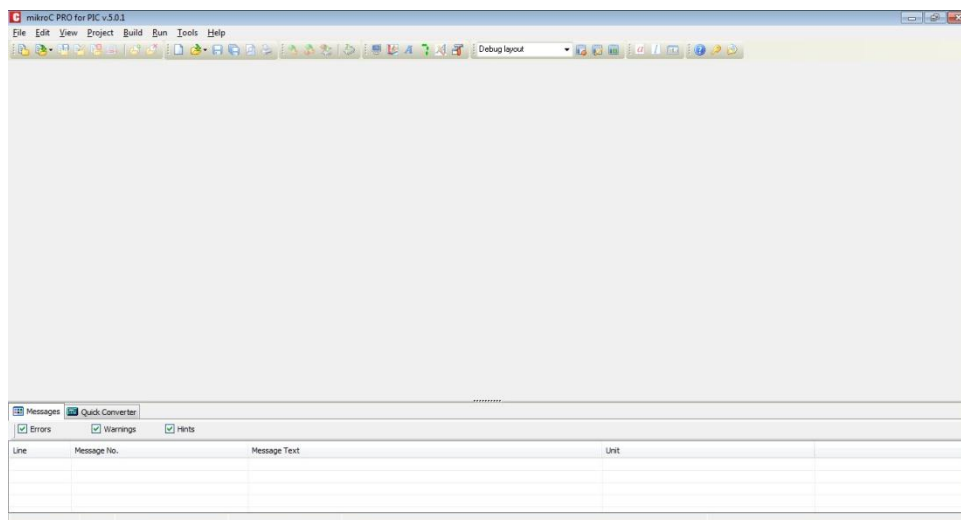 mikroC PRO for PIC v.5.0.1
File Edit View Project Build Run Tools Help
Debug layout
Messages Quick Converter
Errors Warnings Hints
Line Message No. Message Text Unit